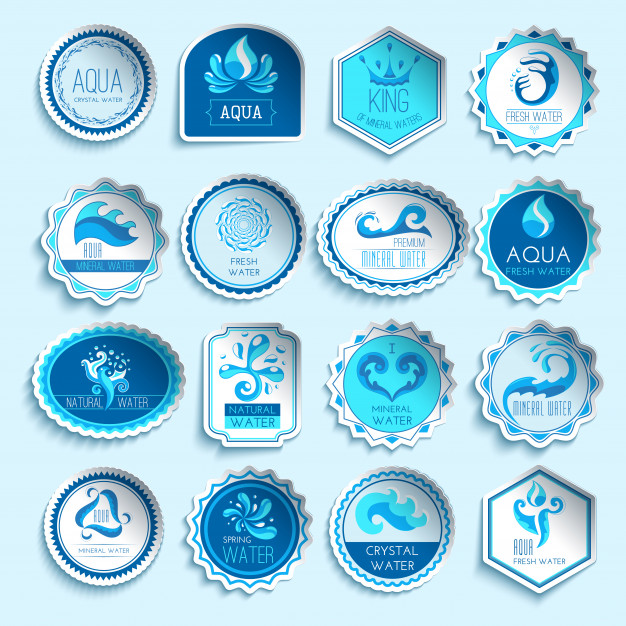 AQUA
CRYSTAL WATER
AQUA
KING
OF MINERAL WATERS
FRESH WATER
AQUA
MINERAL WATER
FRESH
WATER
PREMIUM
MINERAL WATER
AQUA
FRESH WATER
NATURAL WATER
NATURAL
WATER
I
MINERAL
WATER
MINERAL WATER
AQUA
MINERAL WATER
SPRING
WATER
CRYSTAL
WATER
AQUA
FRESH WATER